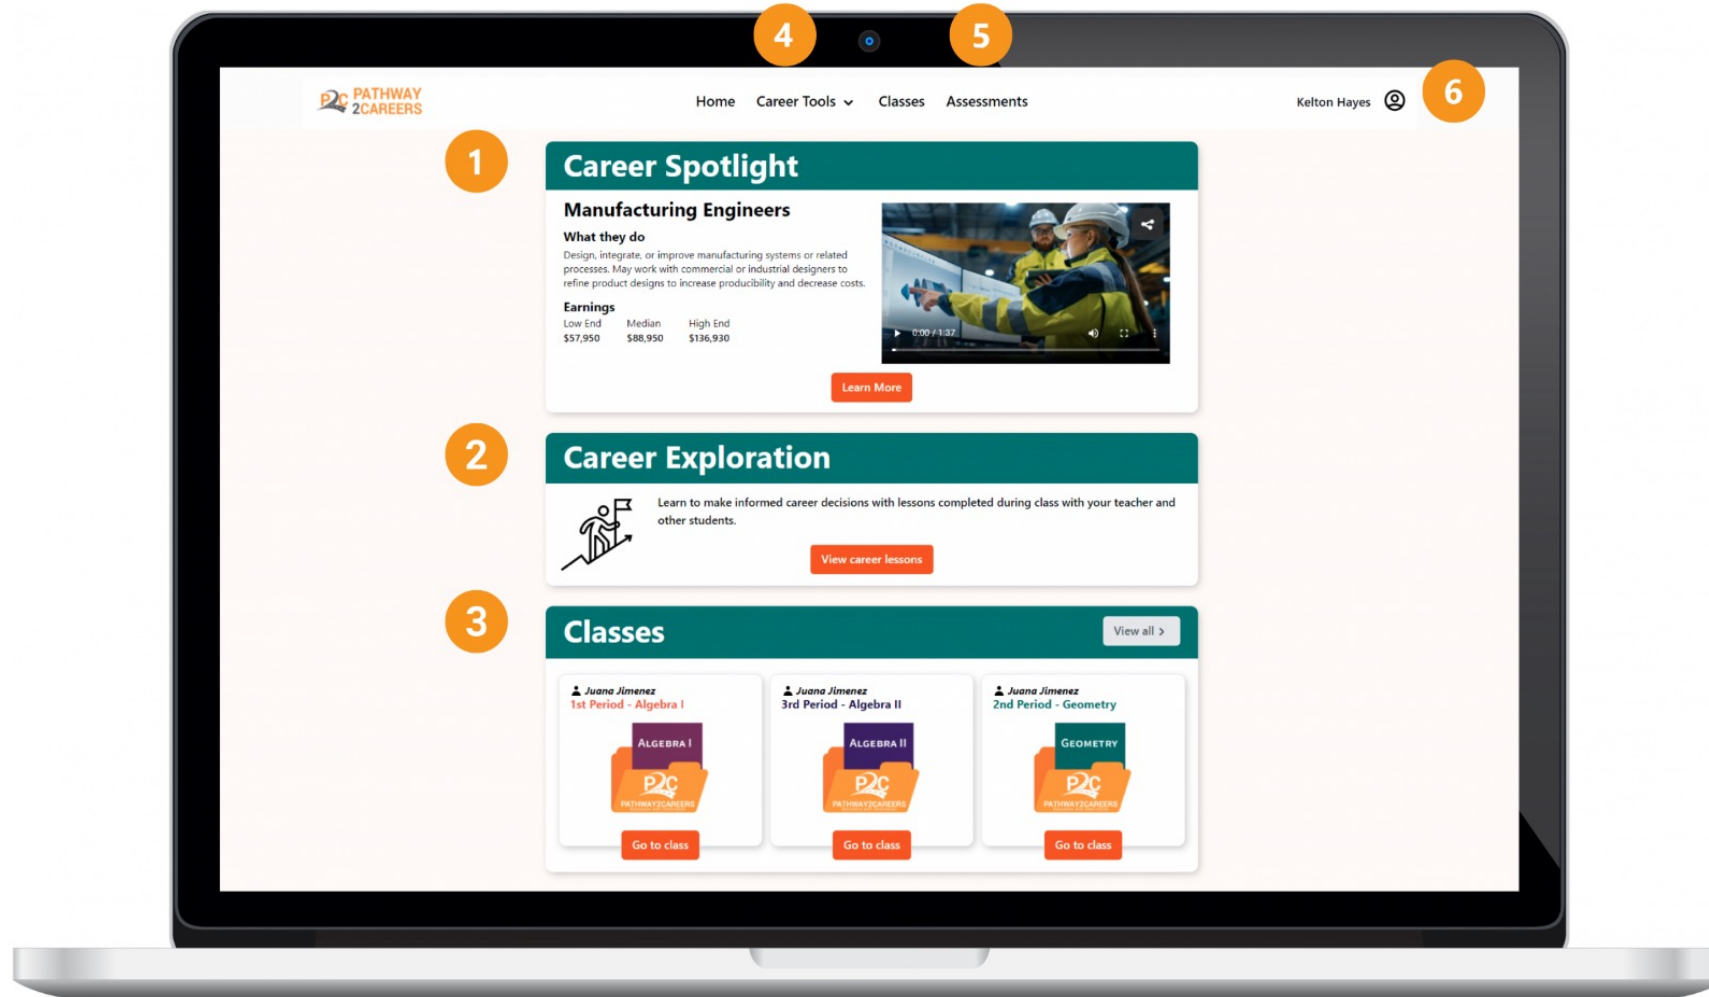 4
5
6
P2C PATHWAY
2CAREERS
Home Career Tools Classes Assessments
Kelton Hayes
1
Career Spotlight
Manufacturing Engineers
What they do
Design, integrate, or improve manufacturing systems or related
processes. May work with commercial or industrial designers to
refine product designs to increase producibility and decrease costs.
Earnings
Low End Median High End
$57,950 $88,950 $136,930
0:00 / 1:37
Learn More
2
Career Exploration
Learn to make informed career decisions with lessons completed during class with your teacher and
other students.
View career lessons
3
Classes
View all >
Juana Jimenez
1st Period - Algebra I
ALGEBRA I
P2C
PATHWAY2CAREERS
Go to class
Juana Jimenez
3rd Period - Algebra II
ALGEBRA II
P2C
PATHWAY2CAREERS
Go to class
Juana Jimenez
2nd Period - Geometry
GEOMETRY
P2C
PATHWAY2CAREERS
Go to class